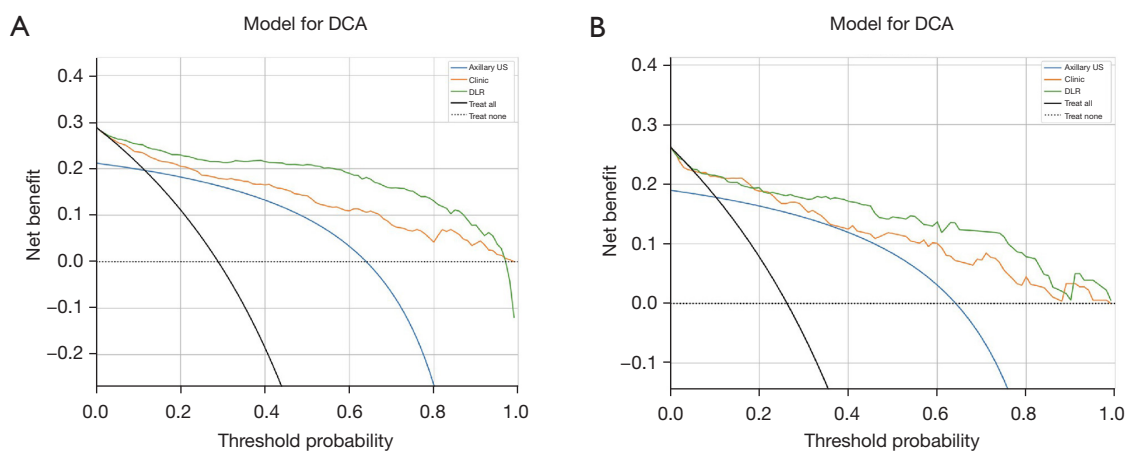 A
Model for DCA
Net benefit
0.4
0.3
0.2
0.1
0.0
−0.1
−0.2
Axillary US
Clinic
DLR
Treat all
Treat none
0.0 0.2 0.4 0.6 0.8 1.0
Threshold probability
B
Model for DCA
Net benefit
0.4
0.3
0.2
0.1
0.0
−0.1
Axillary US
Clinic
DLR
Treat all
Treat none
0.0 0.2 0.4 0.6 0.8 1.0
Threshold probability